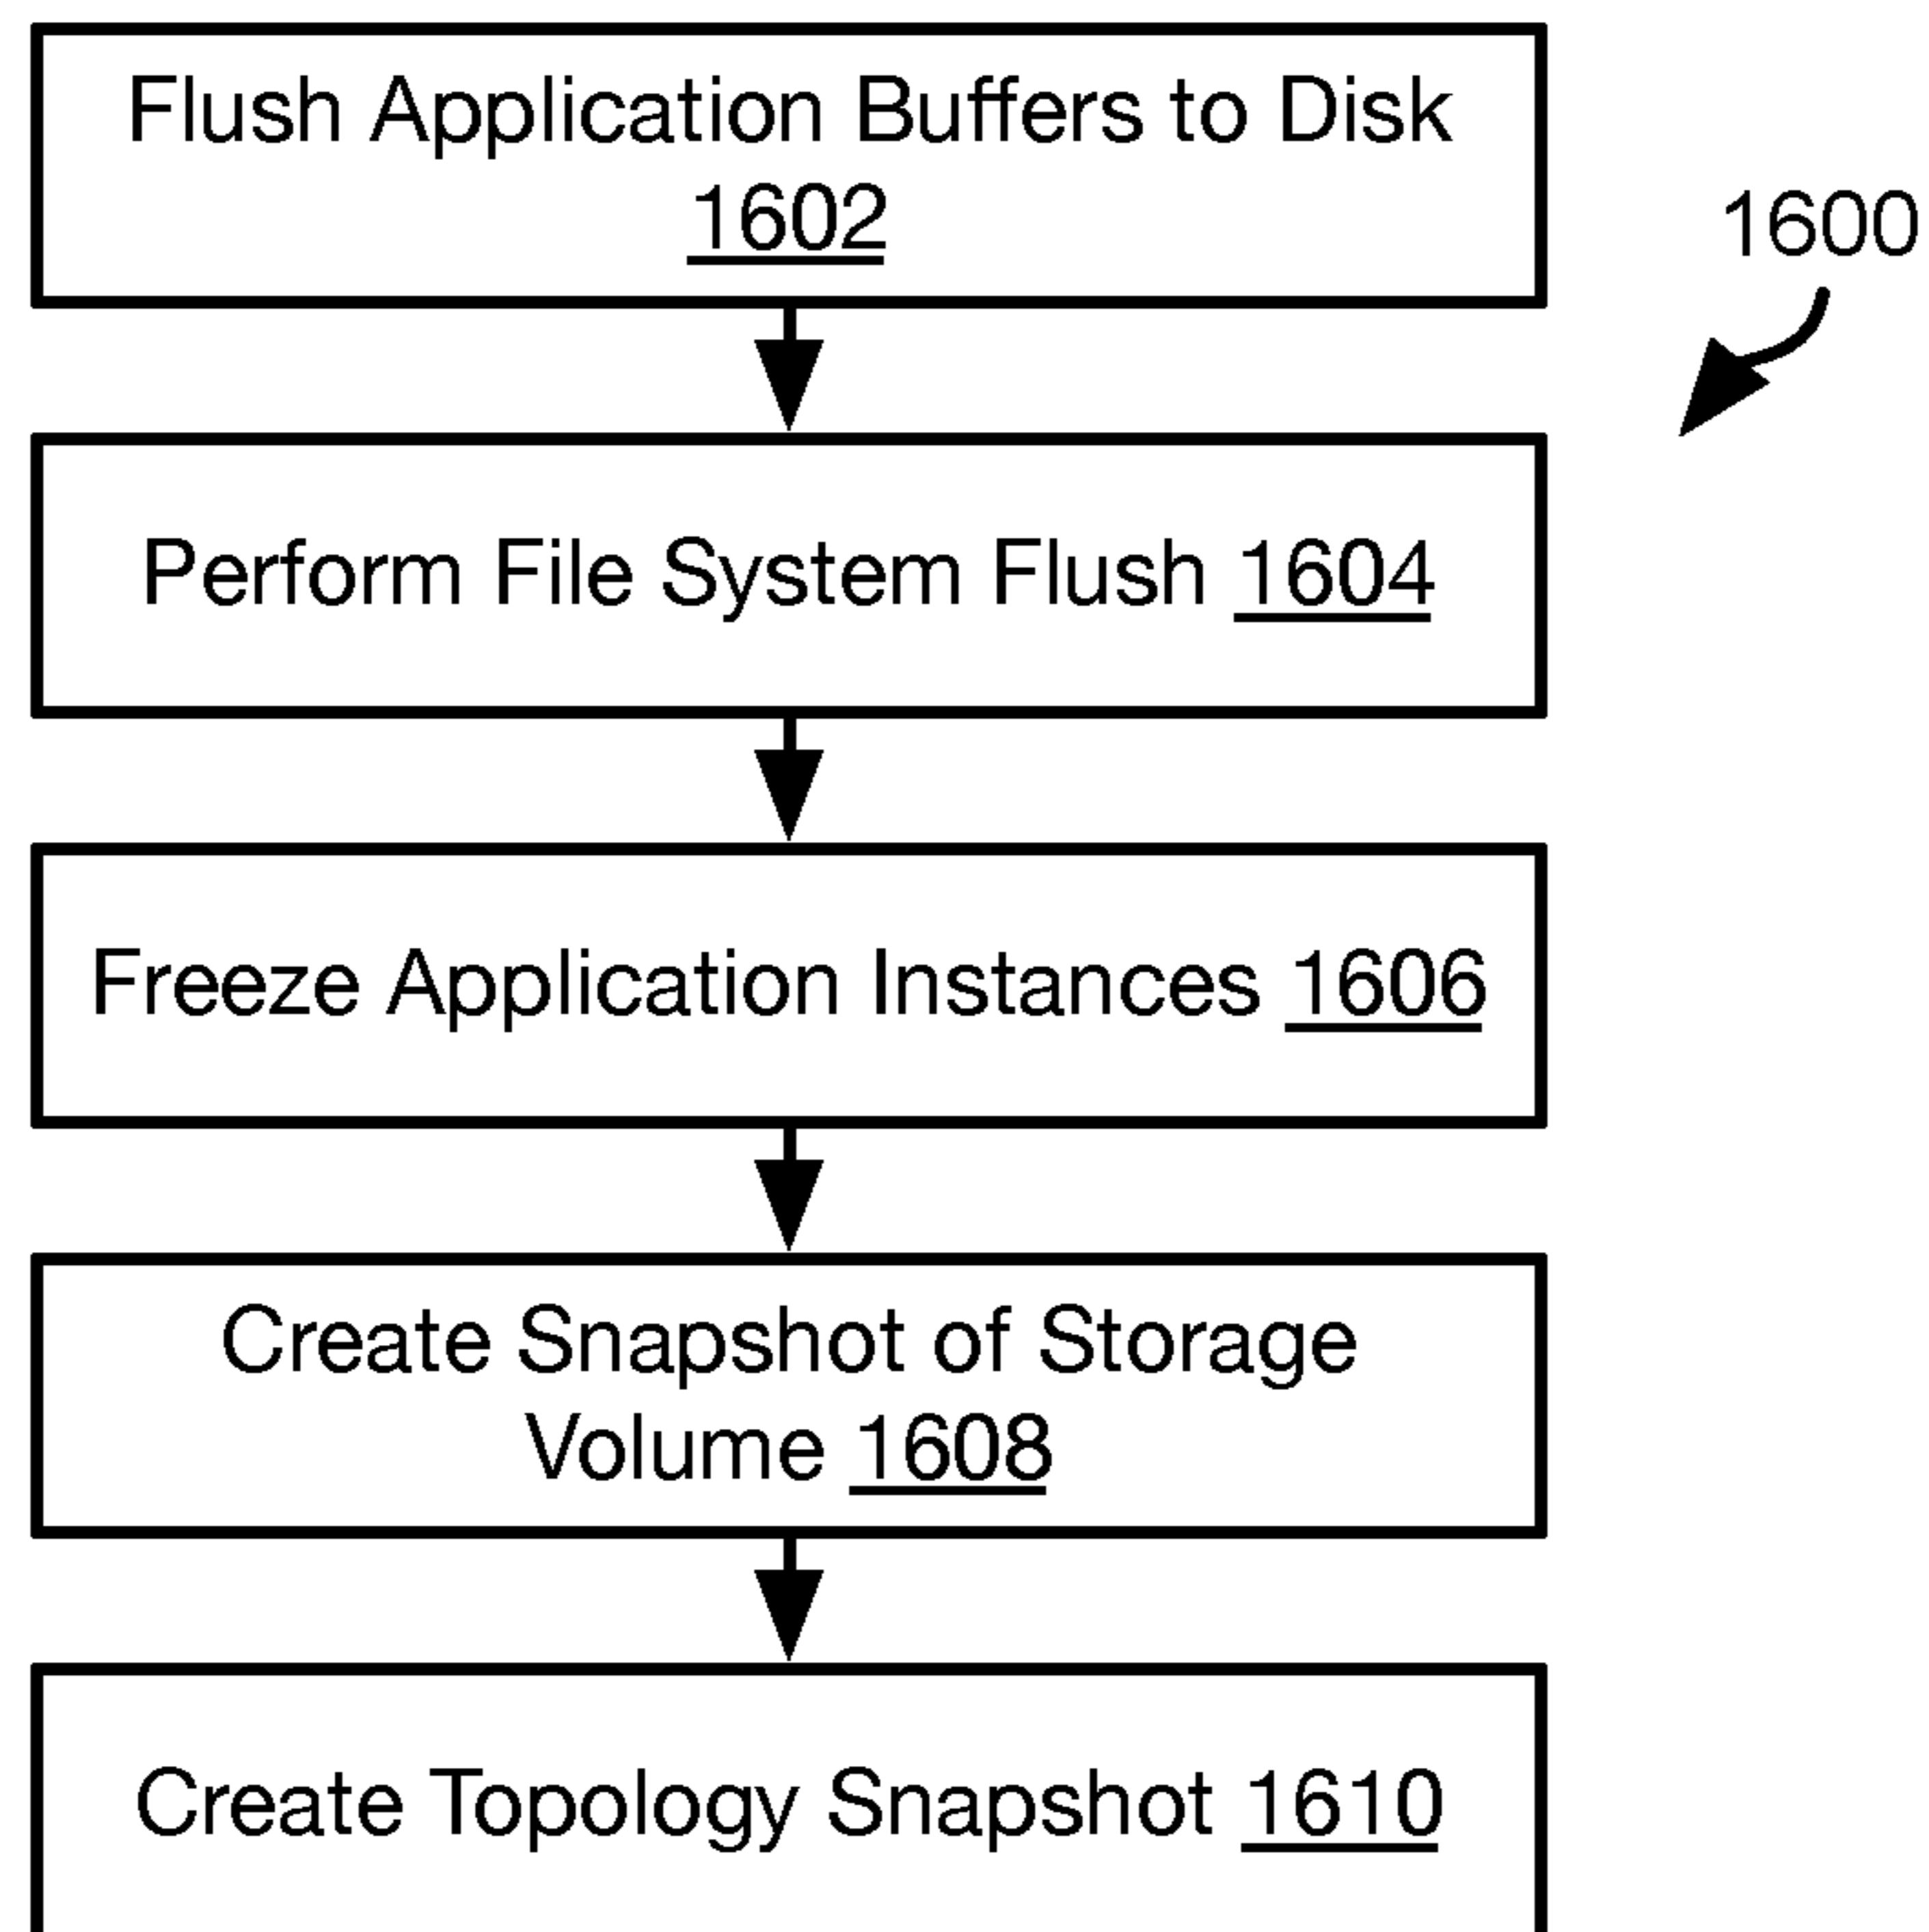 Flush Application Buffers to Disk
1602
1600
Perform File System Flush 1604
Freeze Application Instances 1606
Create Snapshot of Storage
Volume 1608
Create Topology Snapshot 1610